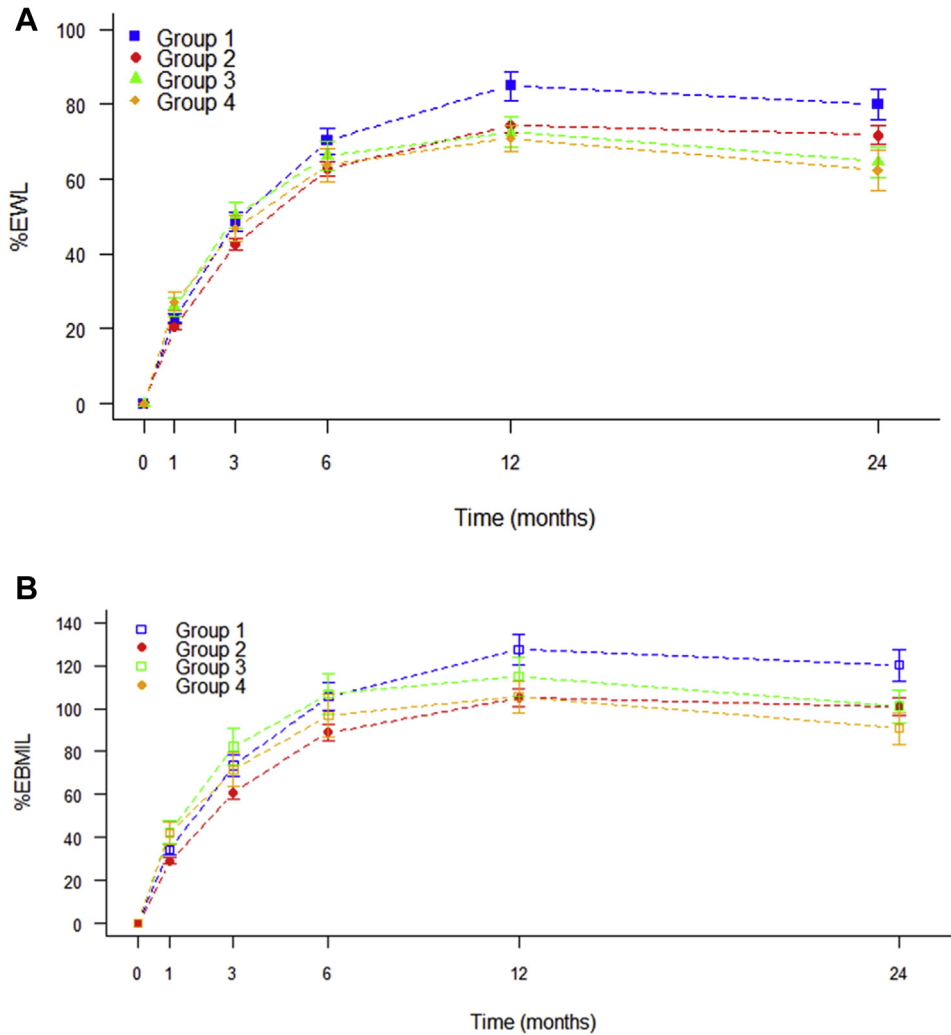 A
100
80
60
40
20
0
%EWL
Group 1
Group 2
Group 3
Group 4
0 1 3 6 12 24
Time (months)
B
140
120
100
80
60
40
20
0
%EBMIL
Group 1
Group 2
Group 3
Group 4
0 1 3 6 12 24
Time (months)